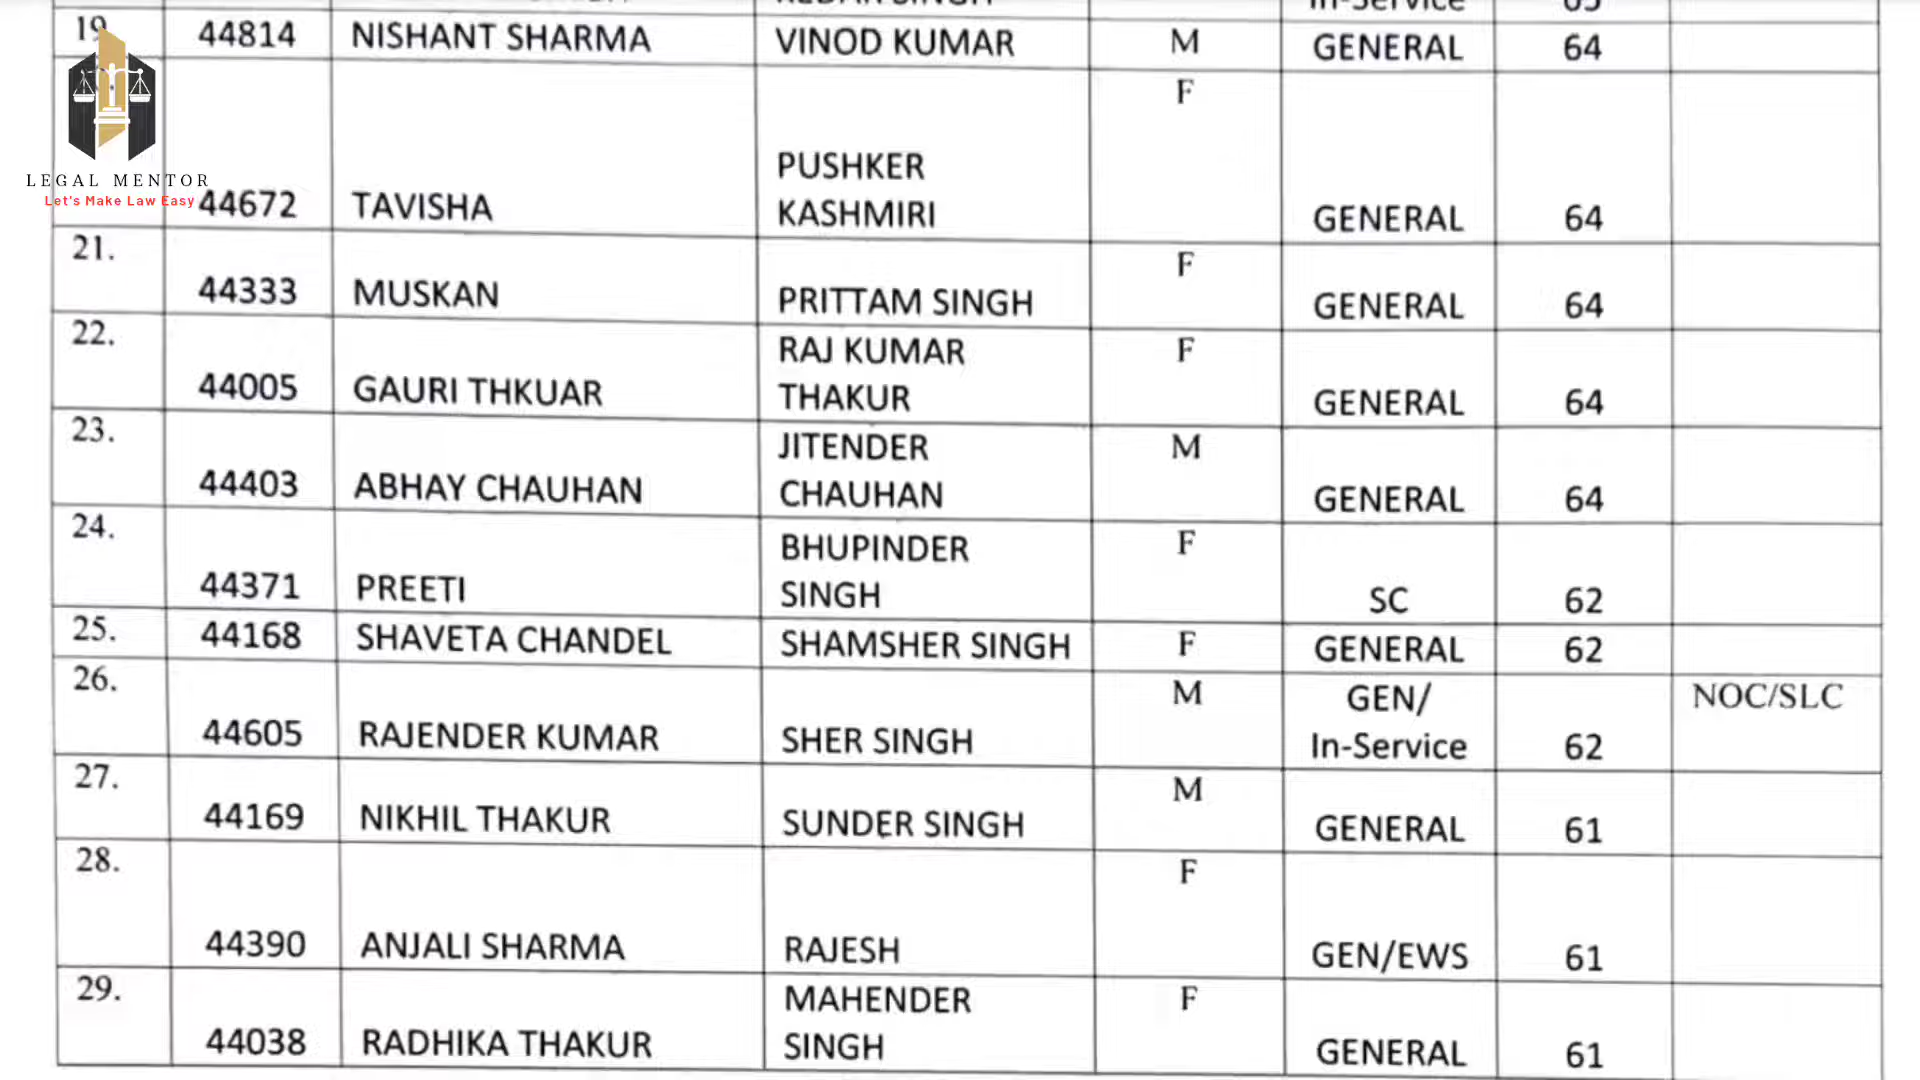 In-Service 65
19 44814 NISHANT SHARMA VINOD KUMAR M GENERAL 64
LEGAL MENTOR
Let's Make Law Easy
44672 TAVISHA PUSHKER KASHMIRI F GENERAL 64
21. 44333 MUSKAN PRITTAM SINGH F GENERAL 64
22. 44005 GAURI THKUAR RAJ KUMAR THAKUR F GENERAL 64
23. 44403 ABHAY CHAUHAN JITENDER CHAUHAN M GENERAL 64
24. 44371 PREETI BHUPINDER SINGH F SC 62
25. 44168 SHAVETA CHANDEL SHAMSHER SINGH F GENERAL 62
26. 44605 RAJENDER KUMAR SHER SINGH M GEN/ In-Service 62 NOC/SLC
27. 44169 NIKHIL THAKUR SUNDER SINGH M GENERAL 61
28. 44390 ANJALI SHARMA RAJESH F GEN/EWS 61
29. 44038 RADHIKA THAKUR MAHENDER SINGH F GENERAL 61